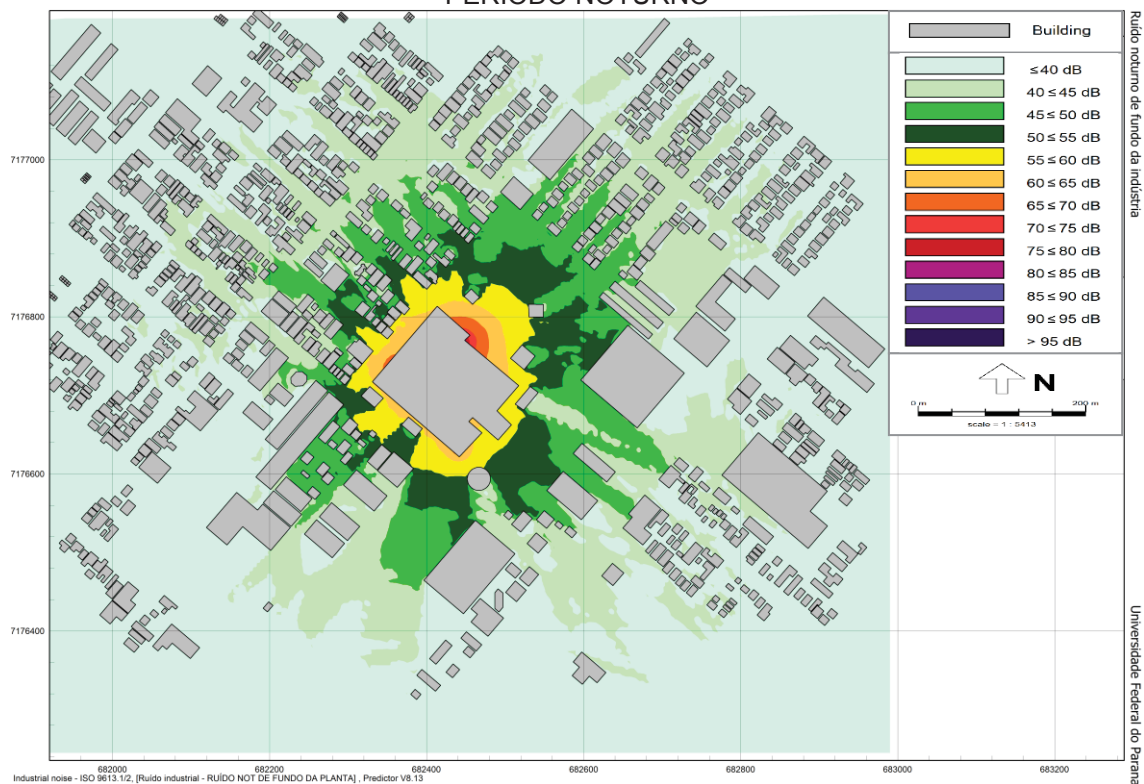 PERÍODO NOTURNO
Building
≤40 dB
40≤45 dB
45≤50 dB
50≤55 dB
55≤60 dB
60≤65 dB
65≤70 dB
70≤75 dB
75≤80 dB
80≤85 dB
85≤90 dB
90≤95 dB
> 95 dB
N
0 m 200 m
scale = 1 : 5413
Ruído noturno de fundo da indústria
Universidade Federal do Paraná
7177000
7176800
7176600
7176400
682000 682200 682400 682600 682800 683000 683200
Industrial noise - ISO 9613.1/2, [Ruído industrial - RUÍDO NOT DE FUNDO DA PLANTA] , Predictor V8.13